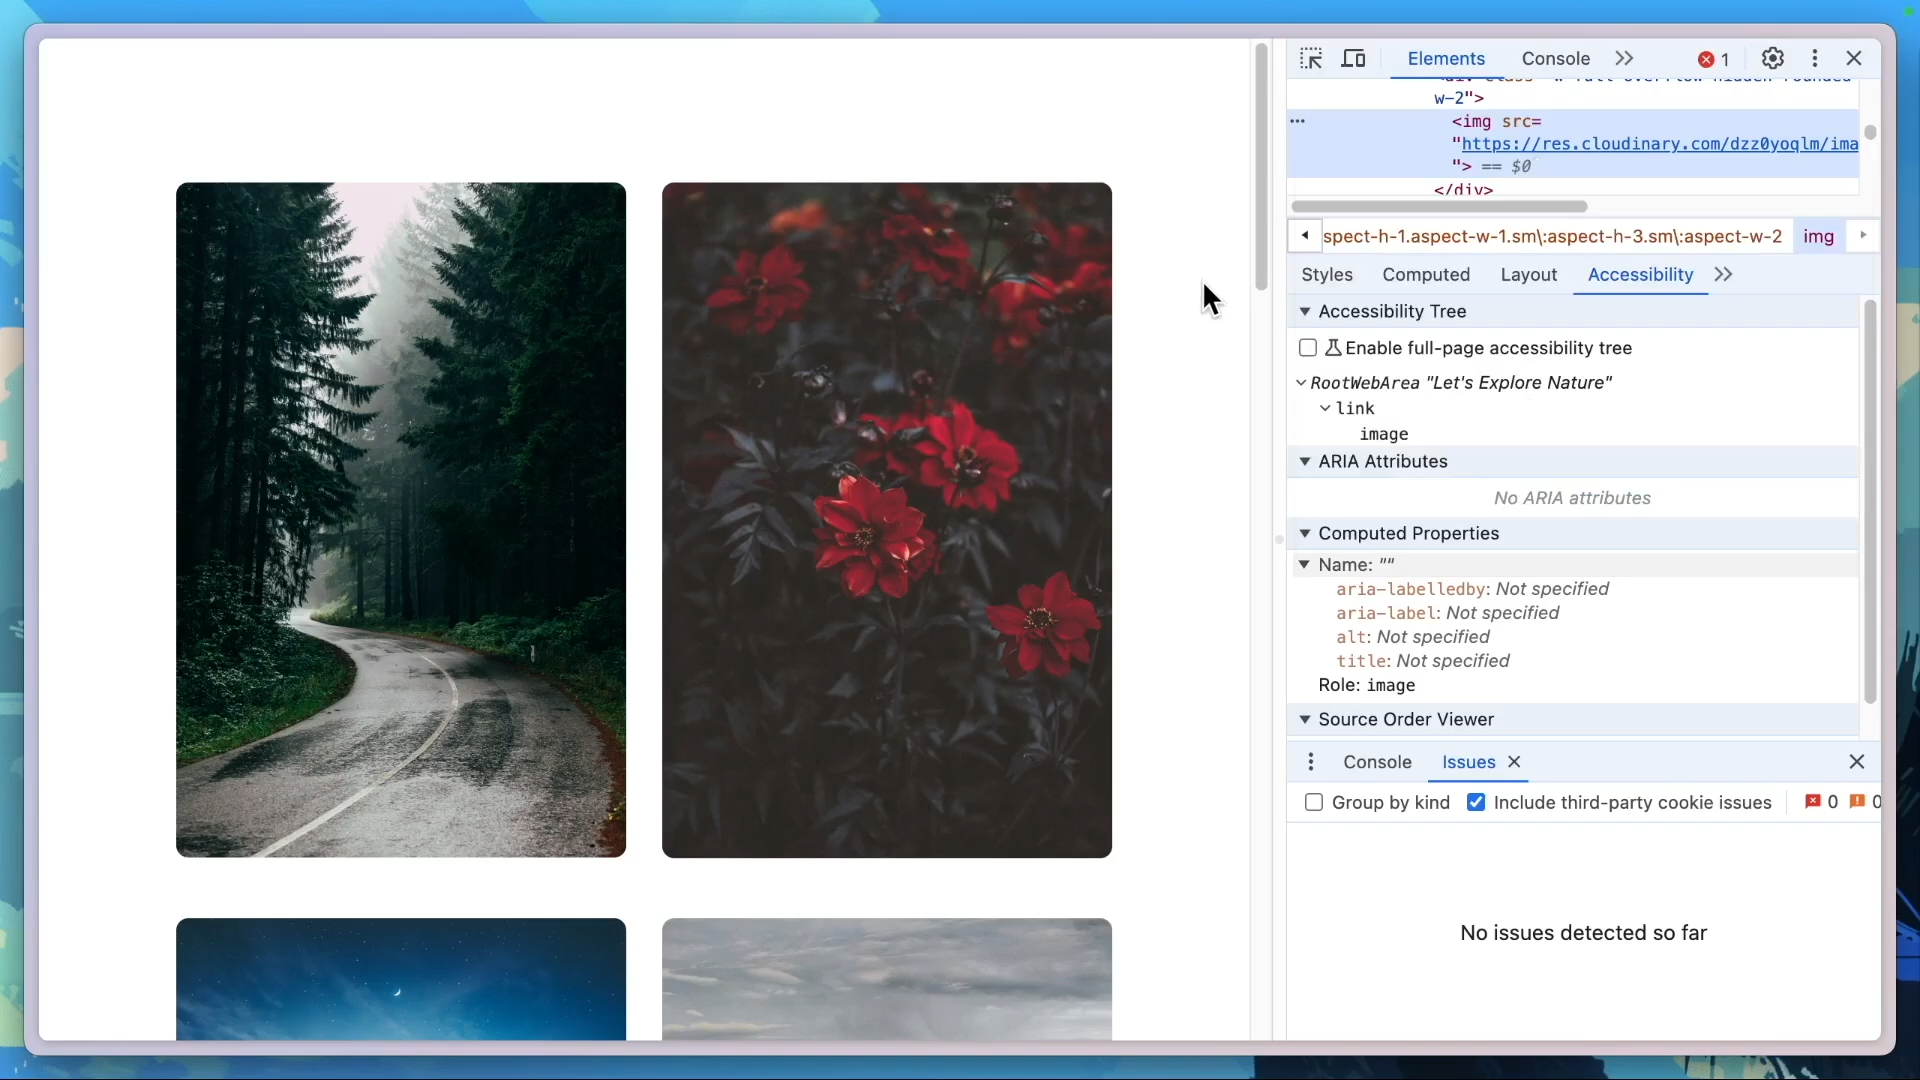 Elements
Console
1
w-2">
<img src=
"https://res.cloudinary.com/dzz0yoqlm/ima
"> == $0
</div>
spect-h-1.aspect-w-1.sm\:aspect-h-3.sm\:aspect-w-2
img
Styles
Computed
Layout
Accessibility
Accessibility Tree
Enable full-page accessibility tree
RootWebArea "Let's Explore Nature"
link
image
ARIA Attributes
No ARIA attributes
Computed Properties
Name: ""
aria-labelledby: Not specified
aria-label: Not specified
alt: Not specified
title: Not specified
Role: image
Source Order Viewer
Console
Issues
Group by kind
Include third-party cookie issues
0
0
No issues detected so far